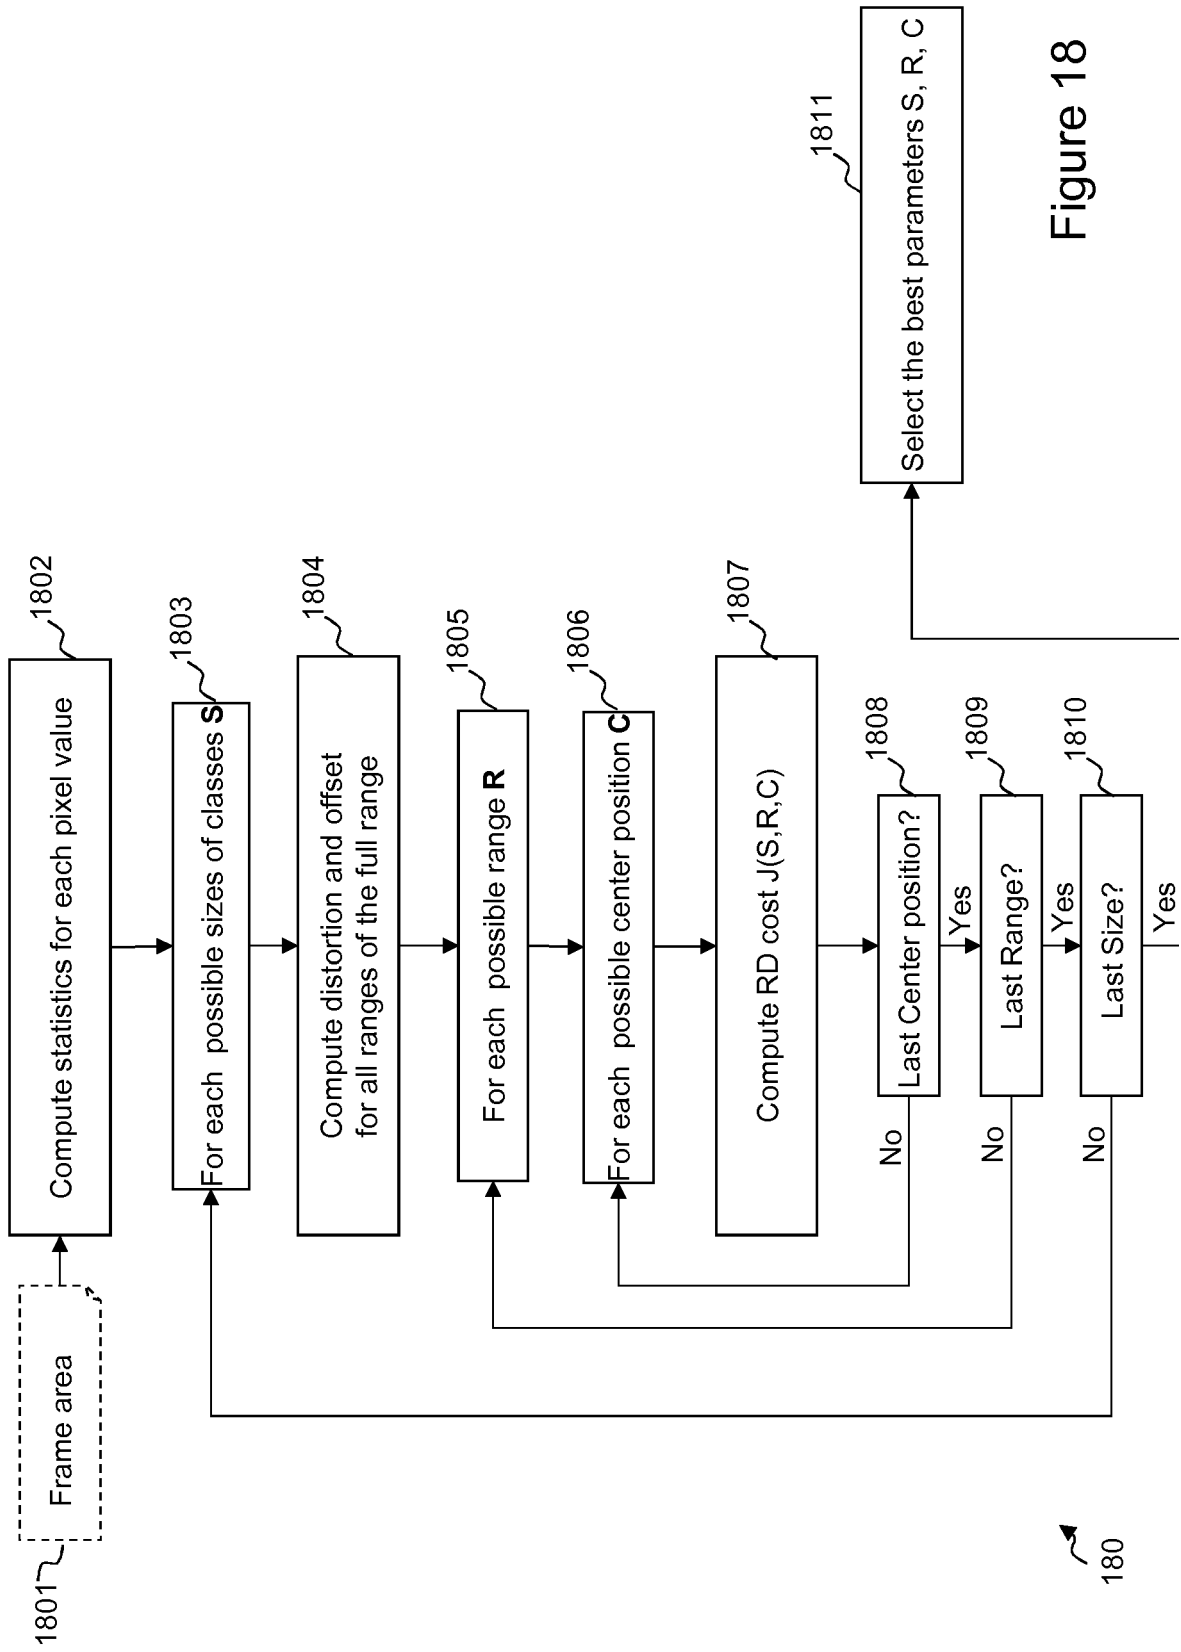 1801
Frame area
1802
Compute statistics for each pixel value
1803
For each possible sizes of classes S
1804
Compute distortion and offset
for all ranges of the full range
1805
For each possible range R
1806
For each possible center position C
1807
Compute RD cost J(S,R,C)
1808
Last Center position?
No
Yes
1809
Last Range?
No
Yes
1810
Last Size?
No
Yes
1811
Select the best parameters S, R, C
180
Figure 18